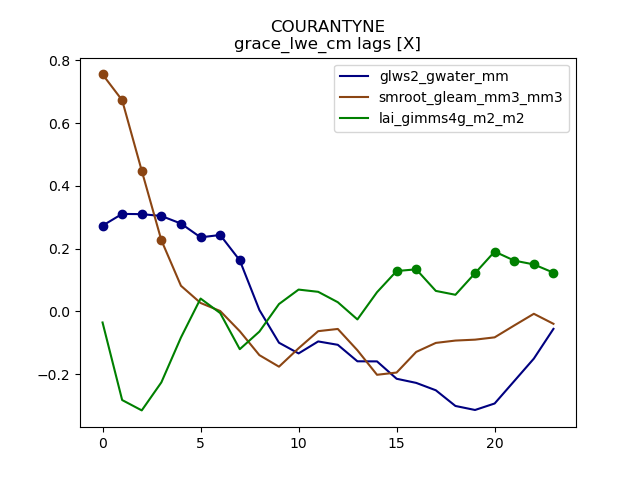 COURANTYNE
grace_lwe_cm lags [X]
glws2_gwater_mm
smroot_gleam_mm3_mm3
lai_gimms4g_m2_m2
0.8
0.6
0.4
0.2
0.0
−0.2
0 5 10 15 20